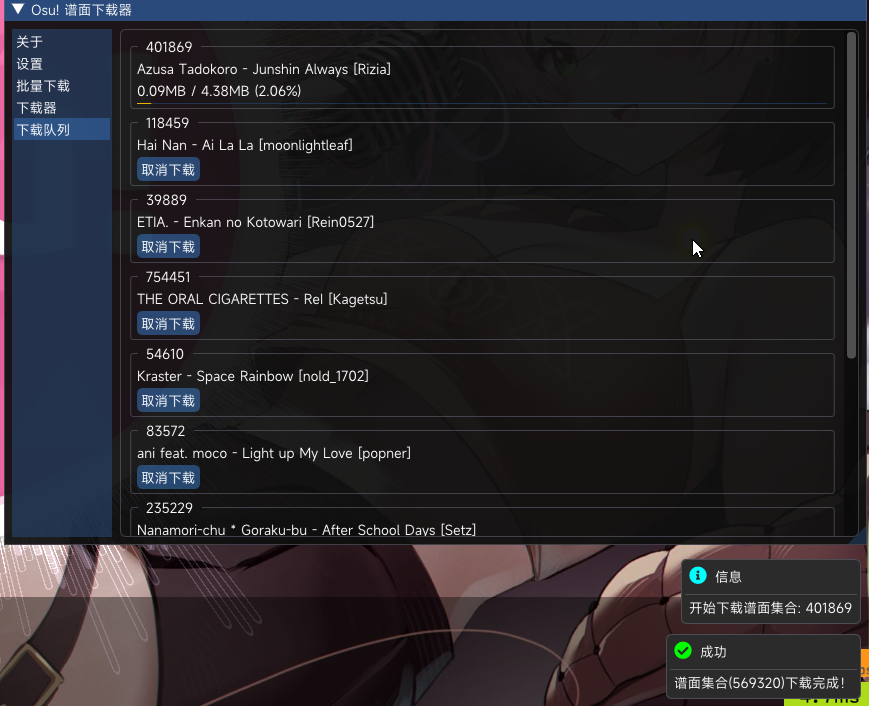 Osu! 谱面下载器
关于
设置
批量下载
下载器
下载队列
401869
Azusa Tadokoro - Junshin Always [Rizia]
0.09MB / 4.38MB (2.06%)
118459
Hai Nan - Ai La La [moonlightleaf]
取消下载
39889
ETIA. - Enkan no Kotowari [Rein0527]
取消下载
754451
THE ORAL CIGARETTES - ReI [Kagetsu]
取消下载
54610
Kraster - Space Rainbow [nold_1702]
取消下载
83572
ani feat. moco - Light up My Love [popner]
取消下载
235229
Nanamori-chu * Goraku-bu - After School Days [Setz]
信息
开始下载谱面集合: 401869
成功
谱面集合(569320)下载完成!